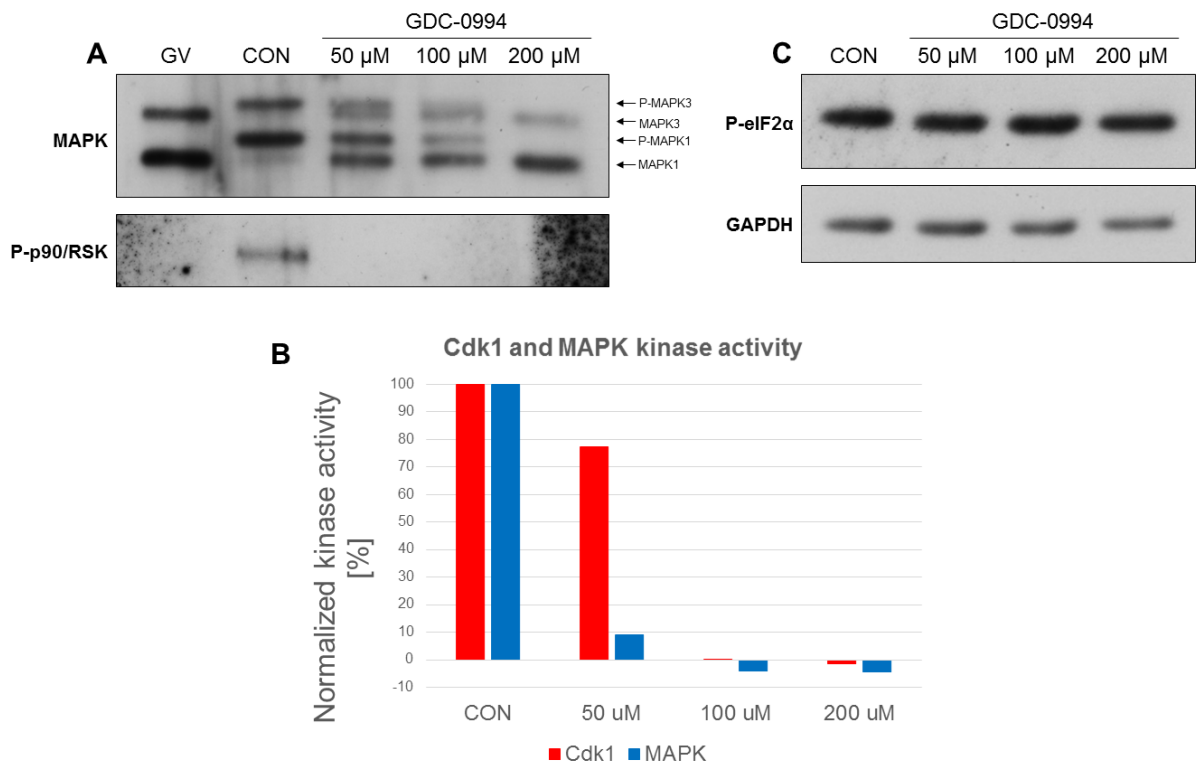 GDC-0994
A GV CON 50 µM 100 µM 200 µM
MAPK
← P-MAPK3
← MAPK3
← P-MAPK1
← MAPK1
P-p90/RSK
GDC-0994
C CON 50 µM 100 µM 200 µM
P-eIF2α
GAPDH
B
Cdk1 and MAPK kinase activity
Normalized kinase activity
[%]
100
90
80
70
60
50
40
30
20
10
0
-10
CON 50 uM 100 uM 200 uM
Cdk1 MAPK